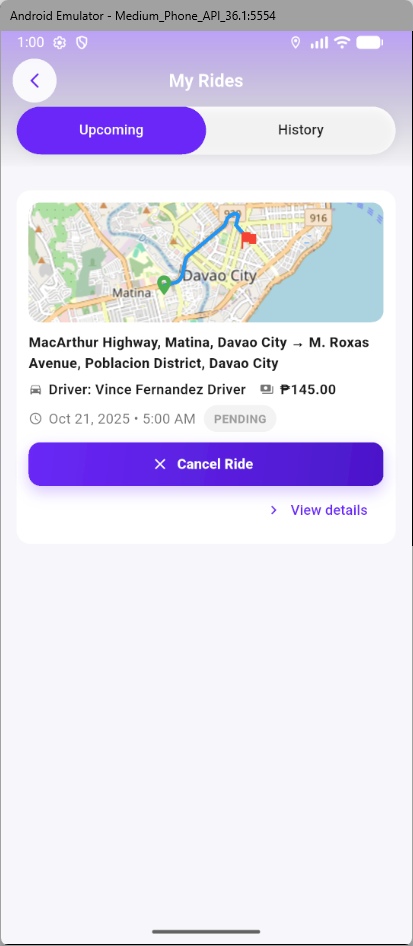 Android Emulator - Medium_Phone_API_36.1:5554
1:00
My Rides
Upcoming
History
916
Davao City
Matina
MacArthur Highway, Matina, Davao City → M. Roxas
Avenue, Poblacion District, Davao City
Driver: Vince Fernandez Driver ₱145.00
Oct 21, 2025 • 5:00 AM PENDING
Cancel Ride
View details